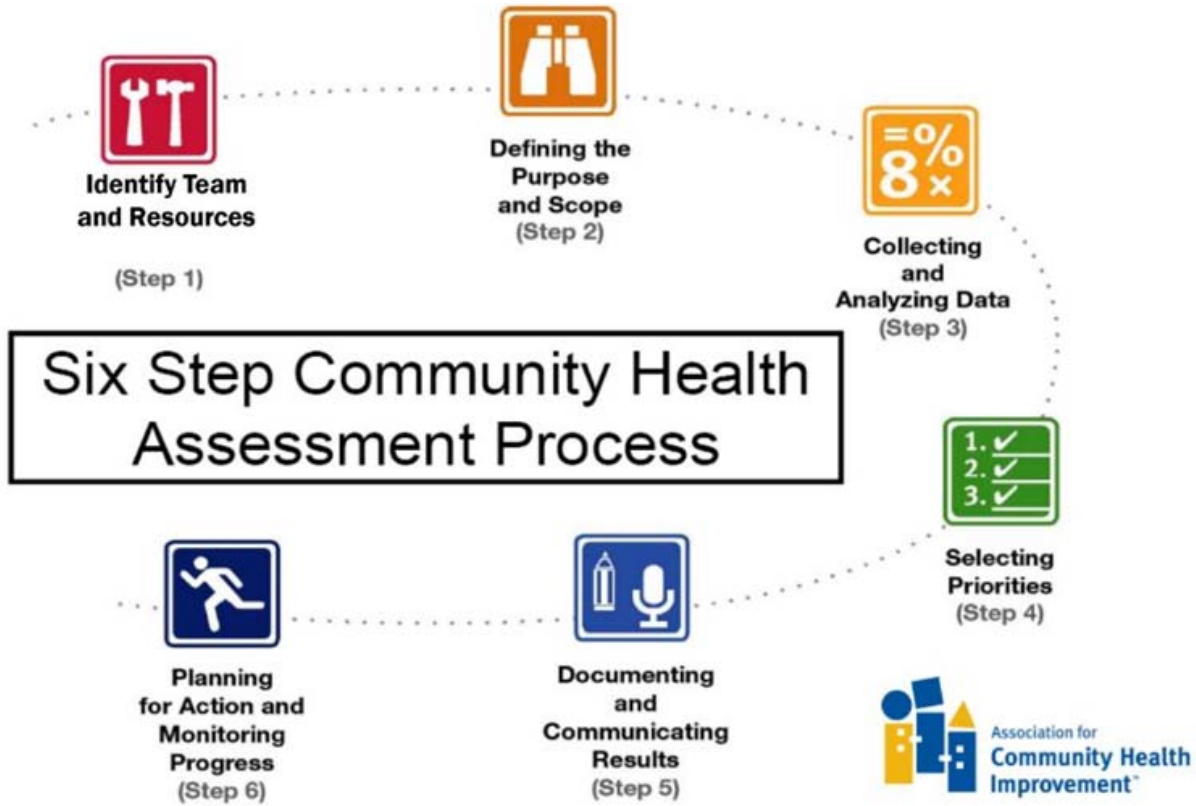 Identify Team
and Resources
(Step 1)
Defining the
Purpose
and Scope
(Step 2)
=%
8×
Collecting
and
Analyzing Data
(Step 3)
Six Step Community Health
Assessment Process
1. ✓
2. ✓
3. ✓
Selecting
Priorities
(Step 4)
Documenting
and
Communicating
Results
(Step 5)
Planning
for Action and
Monitoring
Progress
(Step 6)
Association for
Community Health
Improvement™